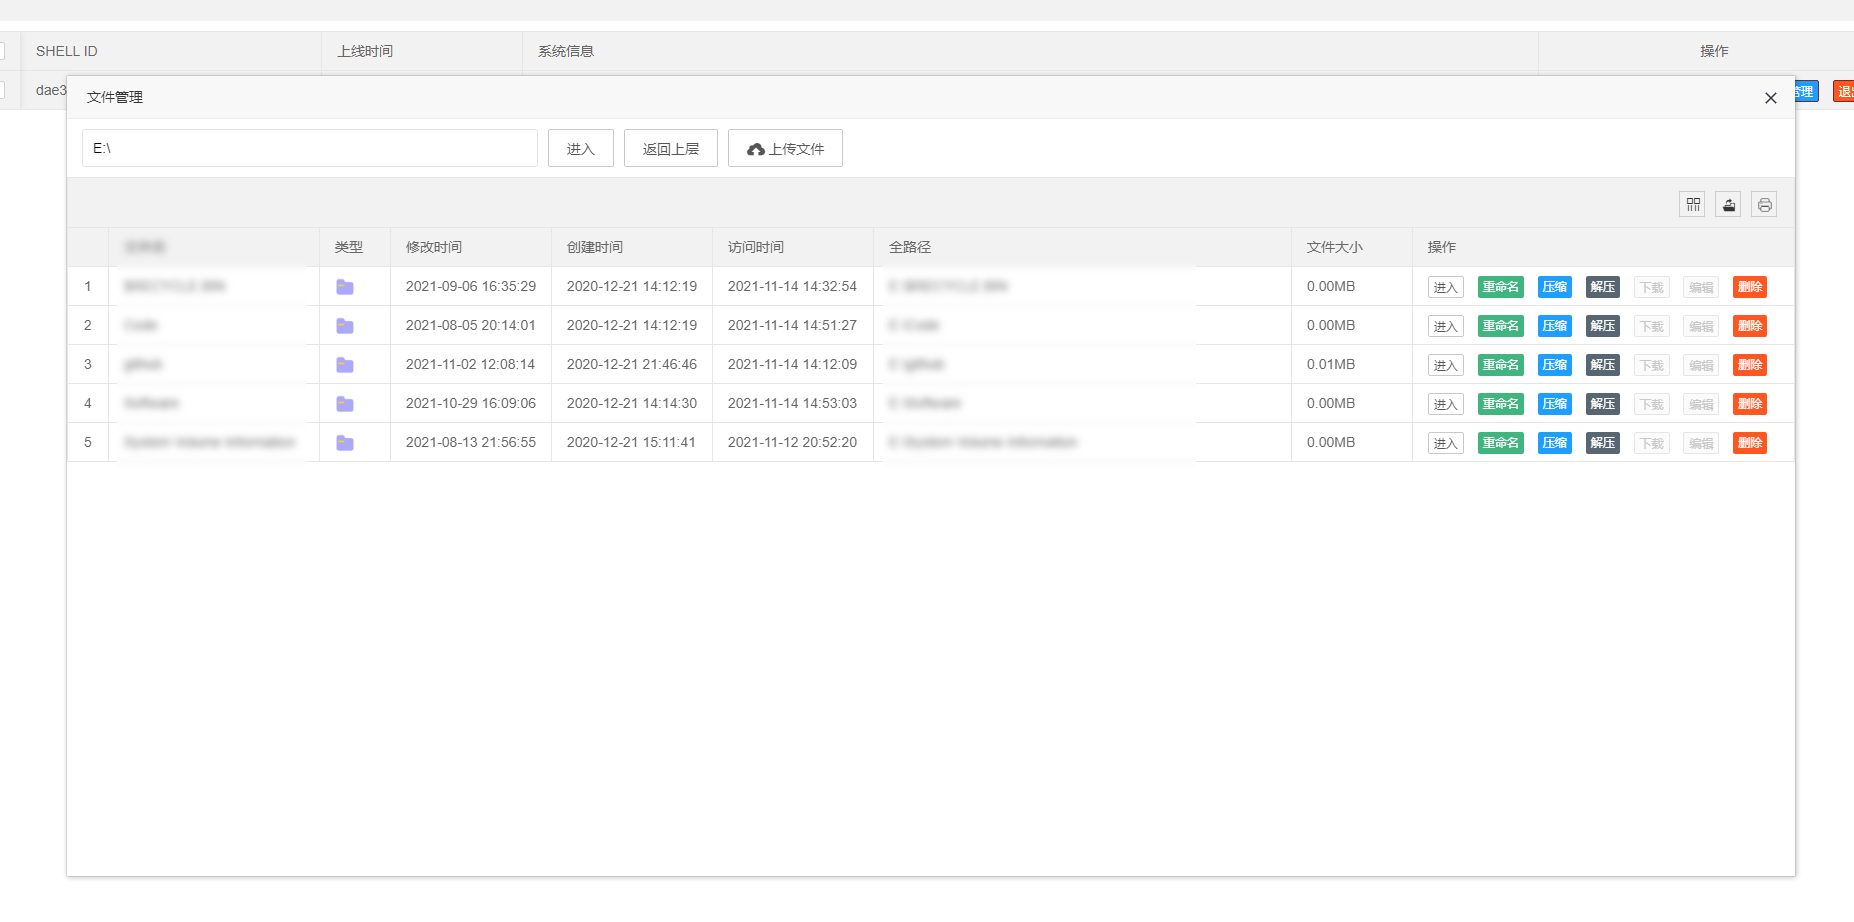 SHELL ID 上线时间 系统信息 操作
dae3 管理
文件管理
E:\ 进入 返回上层 上传文件
类型 修改时间 创建时间 访问时间 全路径 文件大小 操作
1 2021-09-06 16:35:29 2020-12-21 14:12:19 2021-11-14 14:32:54 0.00MB 进入 重命名 压缩 解压 下载 编辑 删除
2 2021-08-05 20:14:01 2020-12-21 14:12:19 2021-11-14 14:51:27 0.00MB 进入 重命名 压缩 解压 下载 编辑 删除
3 2021-11-02 12:08:14 2020-12-21 21:46:46 2021-11-14 14:12:09 0.01MB 进入 重命名 压缩 解压 下载 编辑 删除
4 2021-10-29 16:09:06 2020-12-21 14:14:30 2021-11-14 14:53:03 0.00MB 进入 重命名 压缩 解压 下载 编辑 删除
5 2021-08-13 21:56:55 2020-12-21 15:11:41 2021-11-12 20:52:20 0.00MB 进入 重命名 压缩 解压 下载 编辑 删除